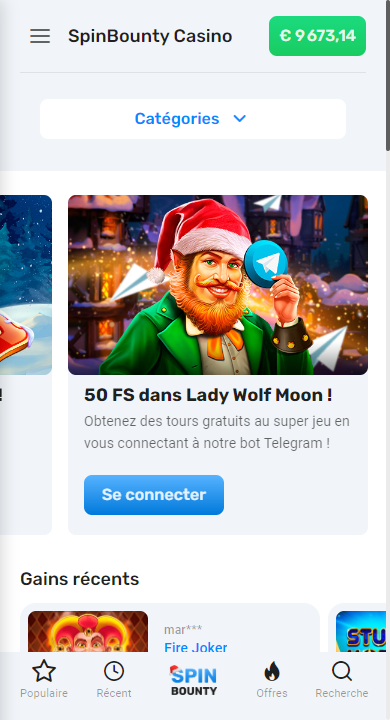 SpinBounty Casino
€ 9 673,14
Catégories
!
50 FS dans Lady Wolf Moon !
Obtenez des tours gratuits au super jeu en
vous connectant à notre bot Telegram !
Se connecter
Gains récents
mar***
Fire Joker
STU
Populaire
Récent
SPIN
BOUNTY
Offres
Recherche